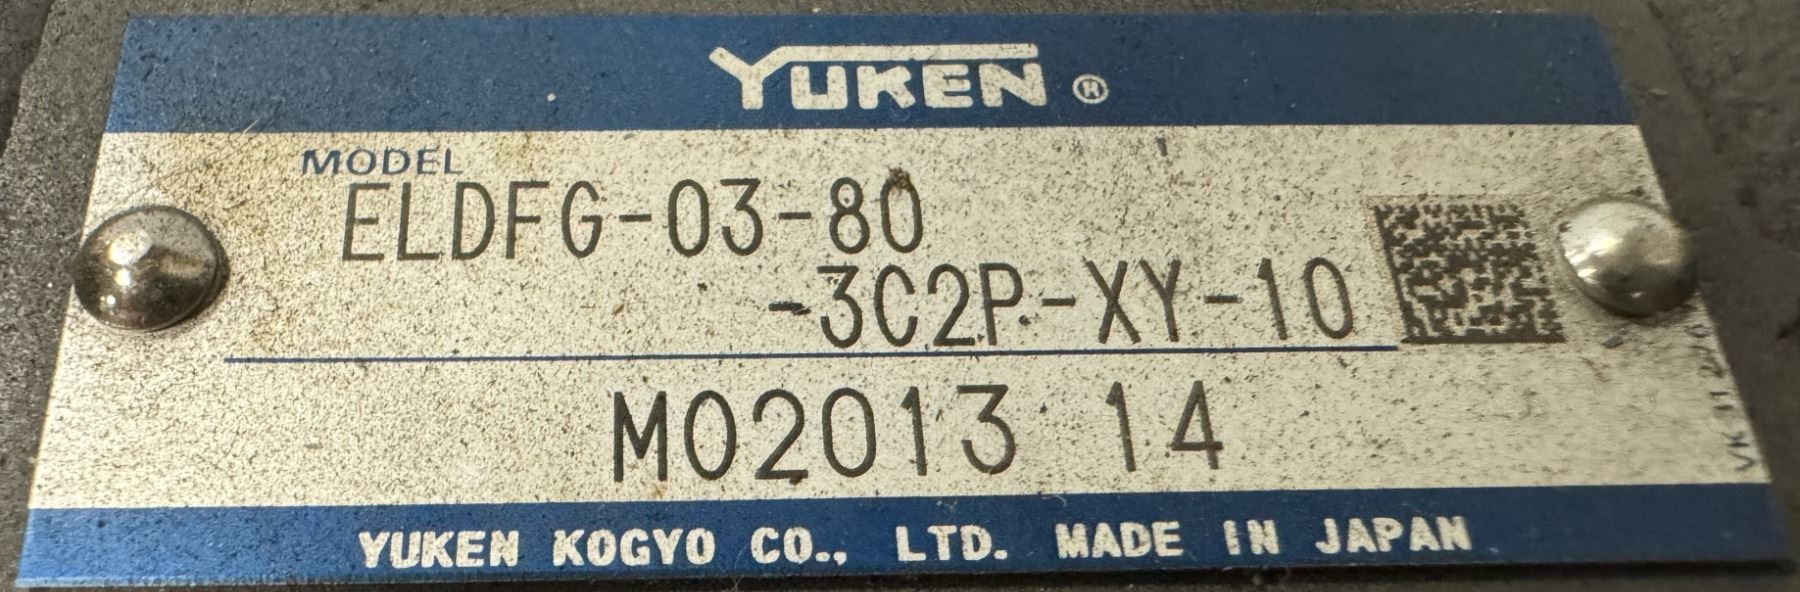 YUKEN ®
MODEL
ELDFG-03-80
-3C2P-XY-10
M02013 14
YUKEN KOGYO CO., LTD. MADE IN JAPAN